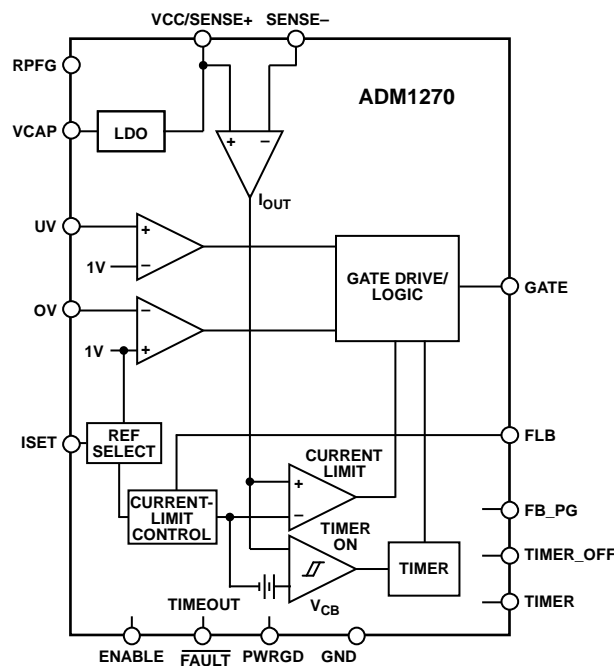 VCC/SENSE+ SENSE–
RPFG
ADM1270
VCAP
LDO
+ –
IOUT
UV
+
1V
–
GATE DRIVE/
LOGIC
GATE
OV
–
1V
+
ISET
REF
SELECT
FLB
CURRENT
LIMIT
+
CURRENT-
LIMIT
CONTROL
–
FB_PG
TIMER
ON
TIMER
TIMER_OFF
VCB
TIMEOUT
TIMER
ENABLE FAULT PWRGD GND